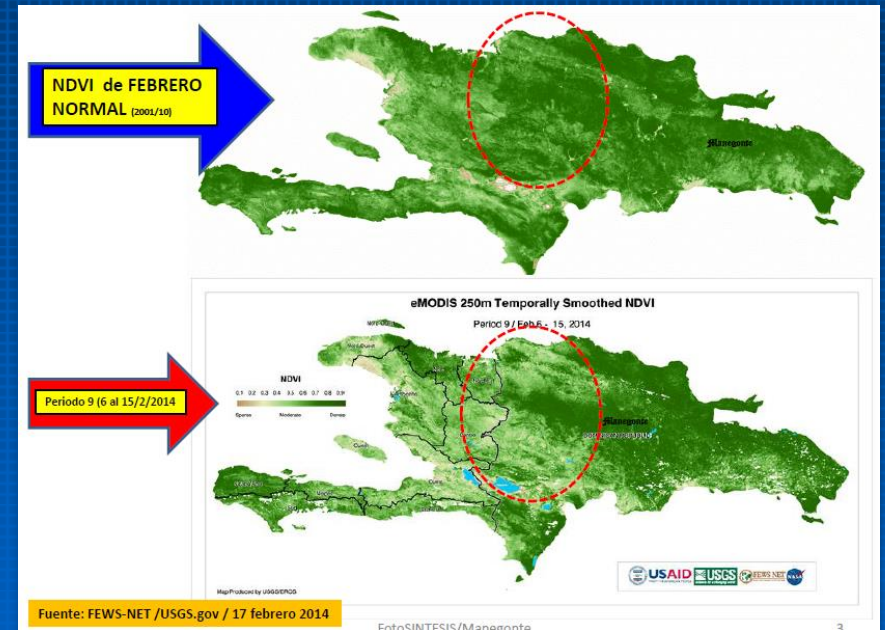 NDVI de FEBRERO
NORMAL (2001/10)
Manegonte
eMODIS 250m Temporally Smoothed NDVI
Period 9 / Feb 6 - 15, 2014
NDVI
0.1 0.2 0.3 0.4 0.5 0.6 0.7 0.8 0.9
Sparse Moderate Dense
Periodo 9 (6 al 15/2/2014
Manegonte
USAID USGS FEWS NET NASA
Map Produced by USGS/EROS
Fuente: FEWS-NET /USGS.gov / 17 febrero 2014
FotoSINTESIS/Manegonte
3